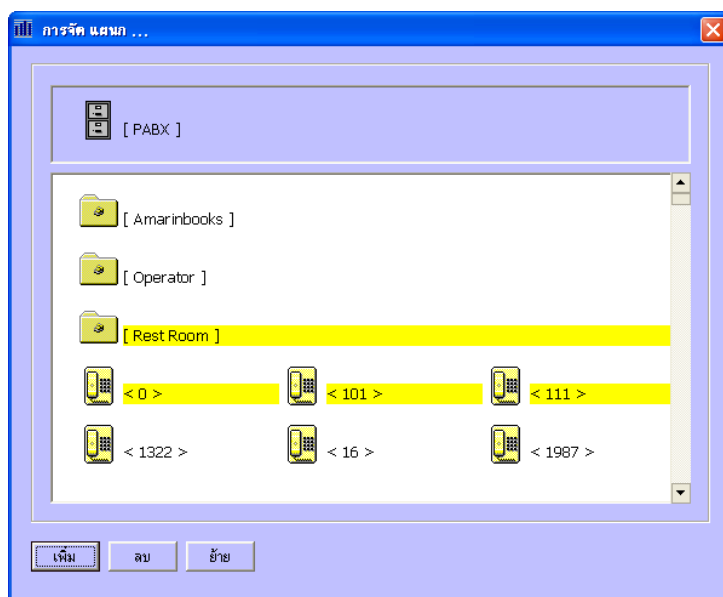 การจัด แผนก ...
[ PABX ]
[ Amarinbooks ]
[ Operator ]
[ Rest Room ]
< 0 > < 101 > < 111 >
< 1322 > < 16 > < 1987 >
เพิ่ม ลบ ย้าย